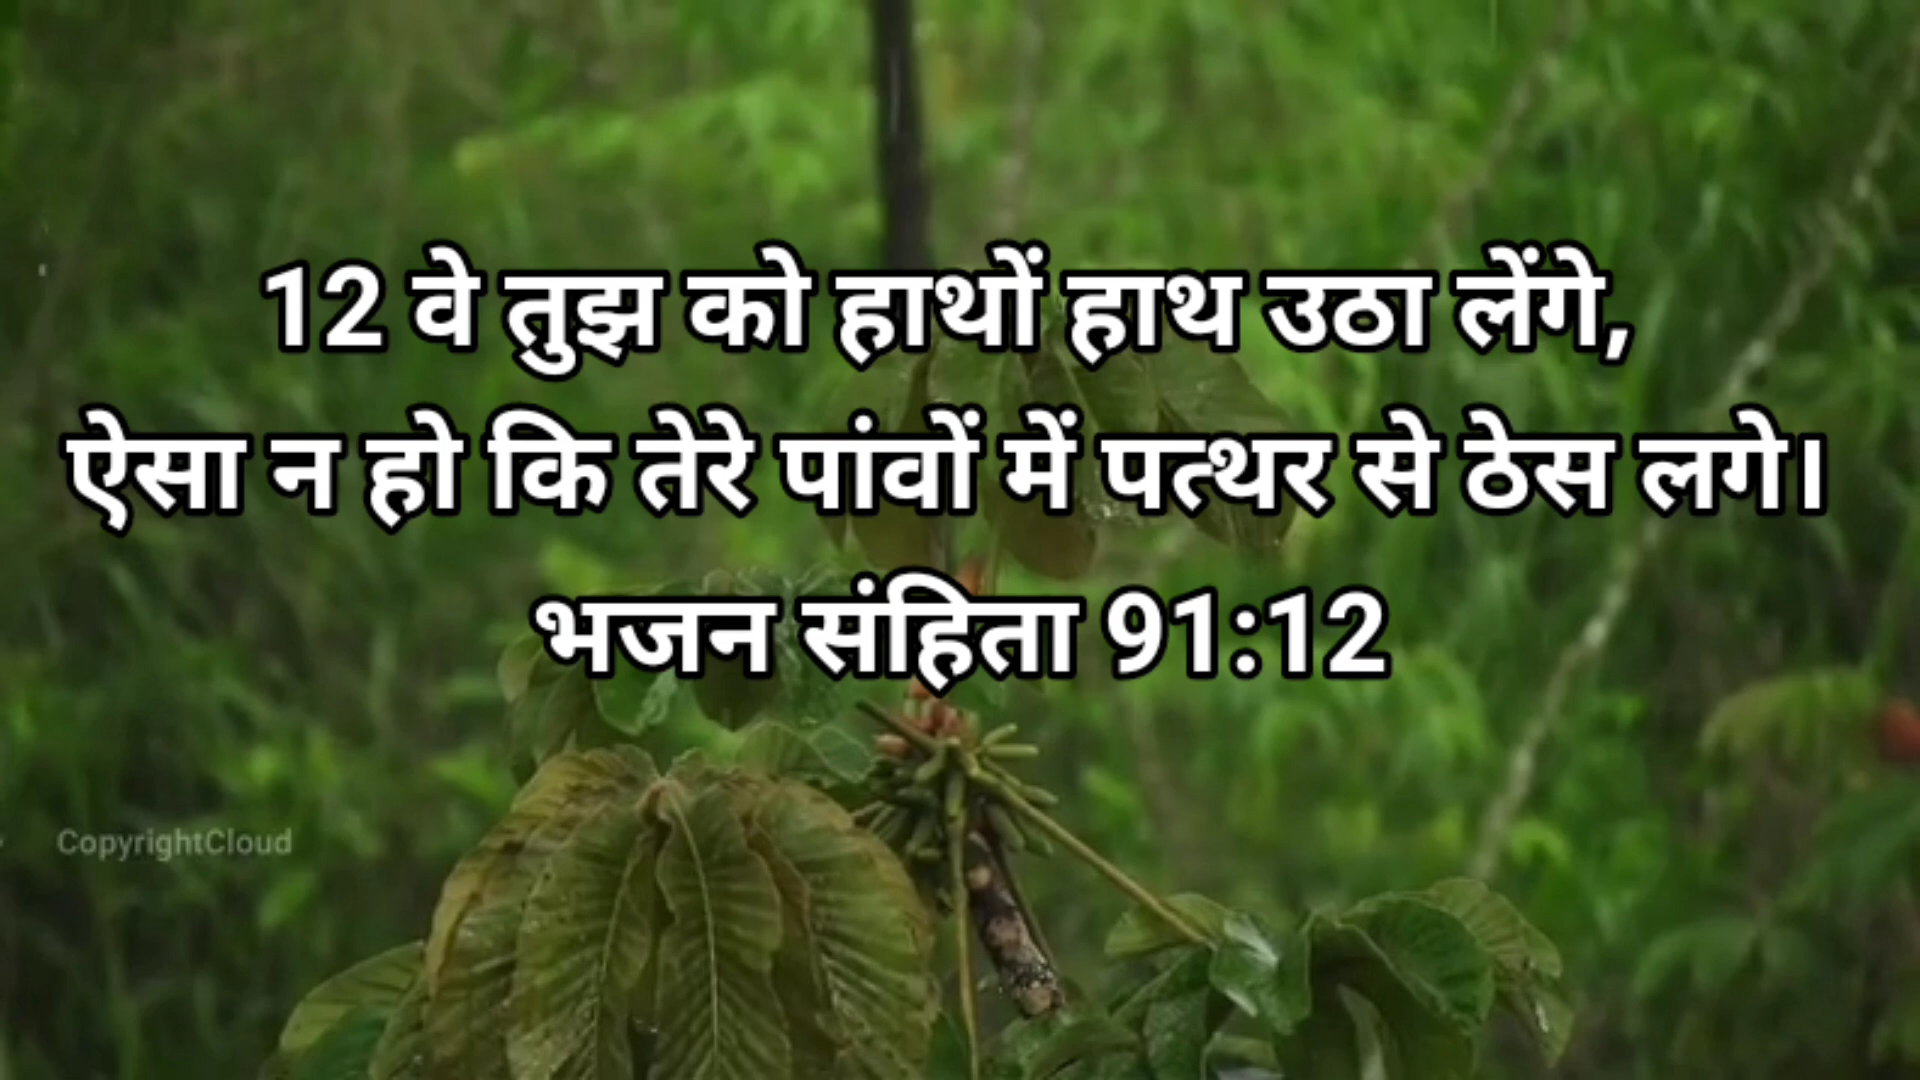 12 वे तुझ को हाथों हाथ उठा लेंगे,
ऐसा न हो कि तेरे पांवों में पत्थर से ठेस लगे।
भजन संहिता 91:12
CopyrightCloud